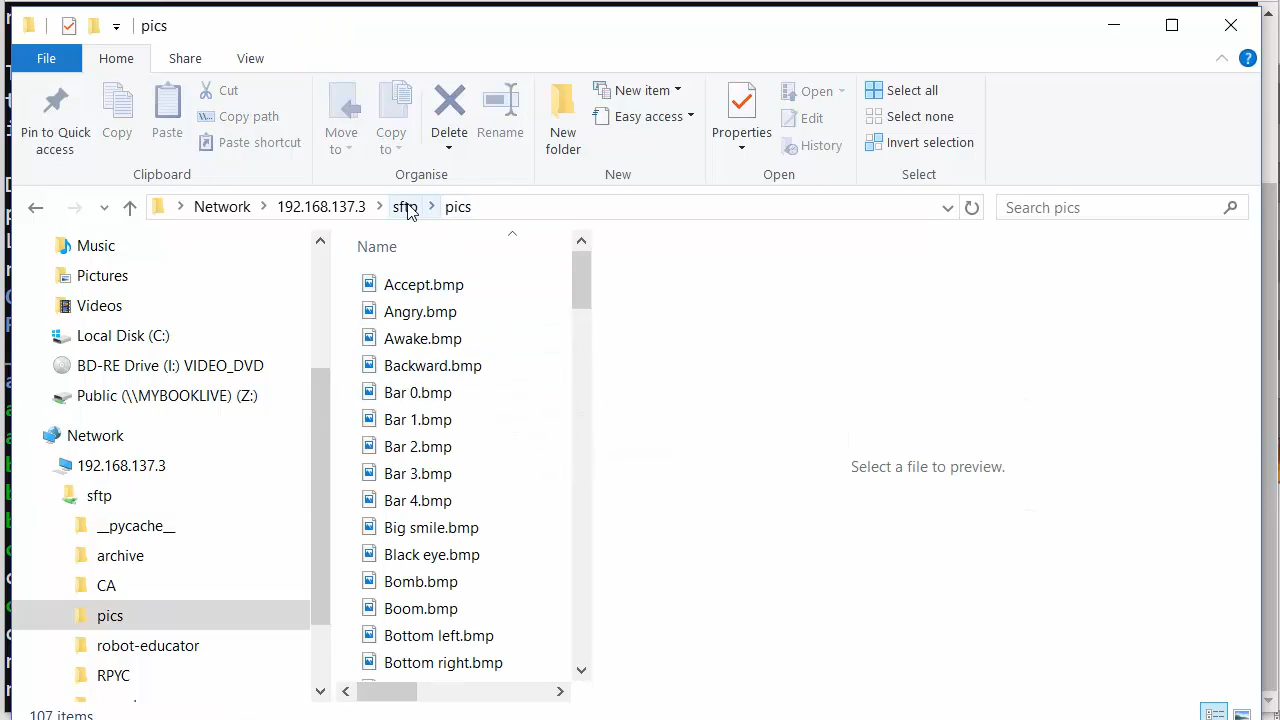 pics
File Home Share View
Pin to Quick access
Copy
Paste
Cut
Copy path
Paste shortcut
Clipboard
Move to
Copy to
Delete
Rename
Organise
New folder
New item
Easy access
New
Properties
Open
Edit
History
Open
Select all
Select none
Invert selection
Select
Network 192.168.137.3 sftp pics
Search pics
Music
Pictures
Videos
Local Disk (C:)
BD-RE Drive (I:) VIDEO_DVD
Public (\\MYBOOKLIVE) (Z:)
Network
192.168.137.3
sftp
__pycache__
archive
CA
pics
robot-educator
RPYC
Name
Accept.bmp
Angry.bmp
Awake.bmp
Backward.bmp
Bar 0.bmp
Bar 1.bmp
Bar 2.bmp
Bar 3.bmp
Bar 4.bmp
Big smile.bmp
Black eye.bmp
Bomb.bmp
Boom.bmp
Bottom left.bmp
Bottom right.bmp
Select a file to preview.
107 items